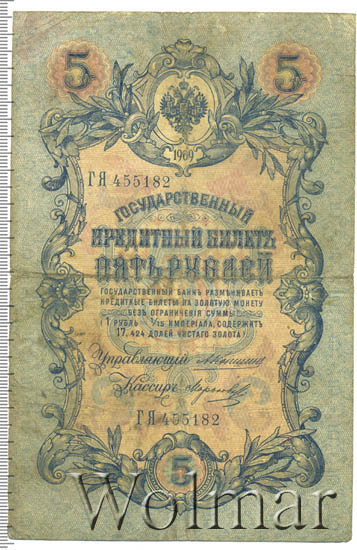 5 5
1909
ГЯ 455182
ГОСУДАРСТВЕННЫЙ
КРЕДИТНЫЙ БИЛЕТЪ
ПЯТЬ РУБЛЕЙ
ГОСУДАРСТВЕННЫЙ БАНКЪ РАЗМѢНИВАЕТЪ
КРЕДИТНЫЕ БИЛЕТЫ НА ЗОЛОТУЮ МОНЕТУ
БЕЗЪ ОГРАНИЧЕНІЯ СУММЫ
(1 РУБЛЬ = 1/15 ИМПЕРІАЛА, СОДЕРЖИТЪ
17,424 ДОЛЕЙ ЧИСТАГО ЗОЛОТА)
Управляющій
Кассиръ
ГЯ 455182
5
Wolmar